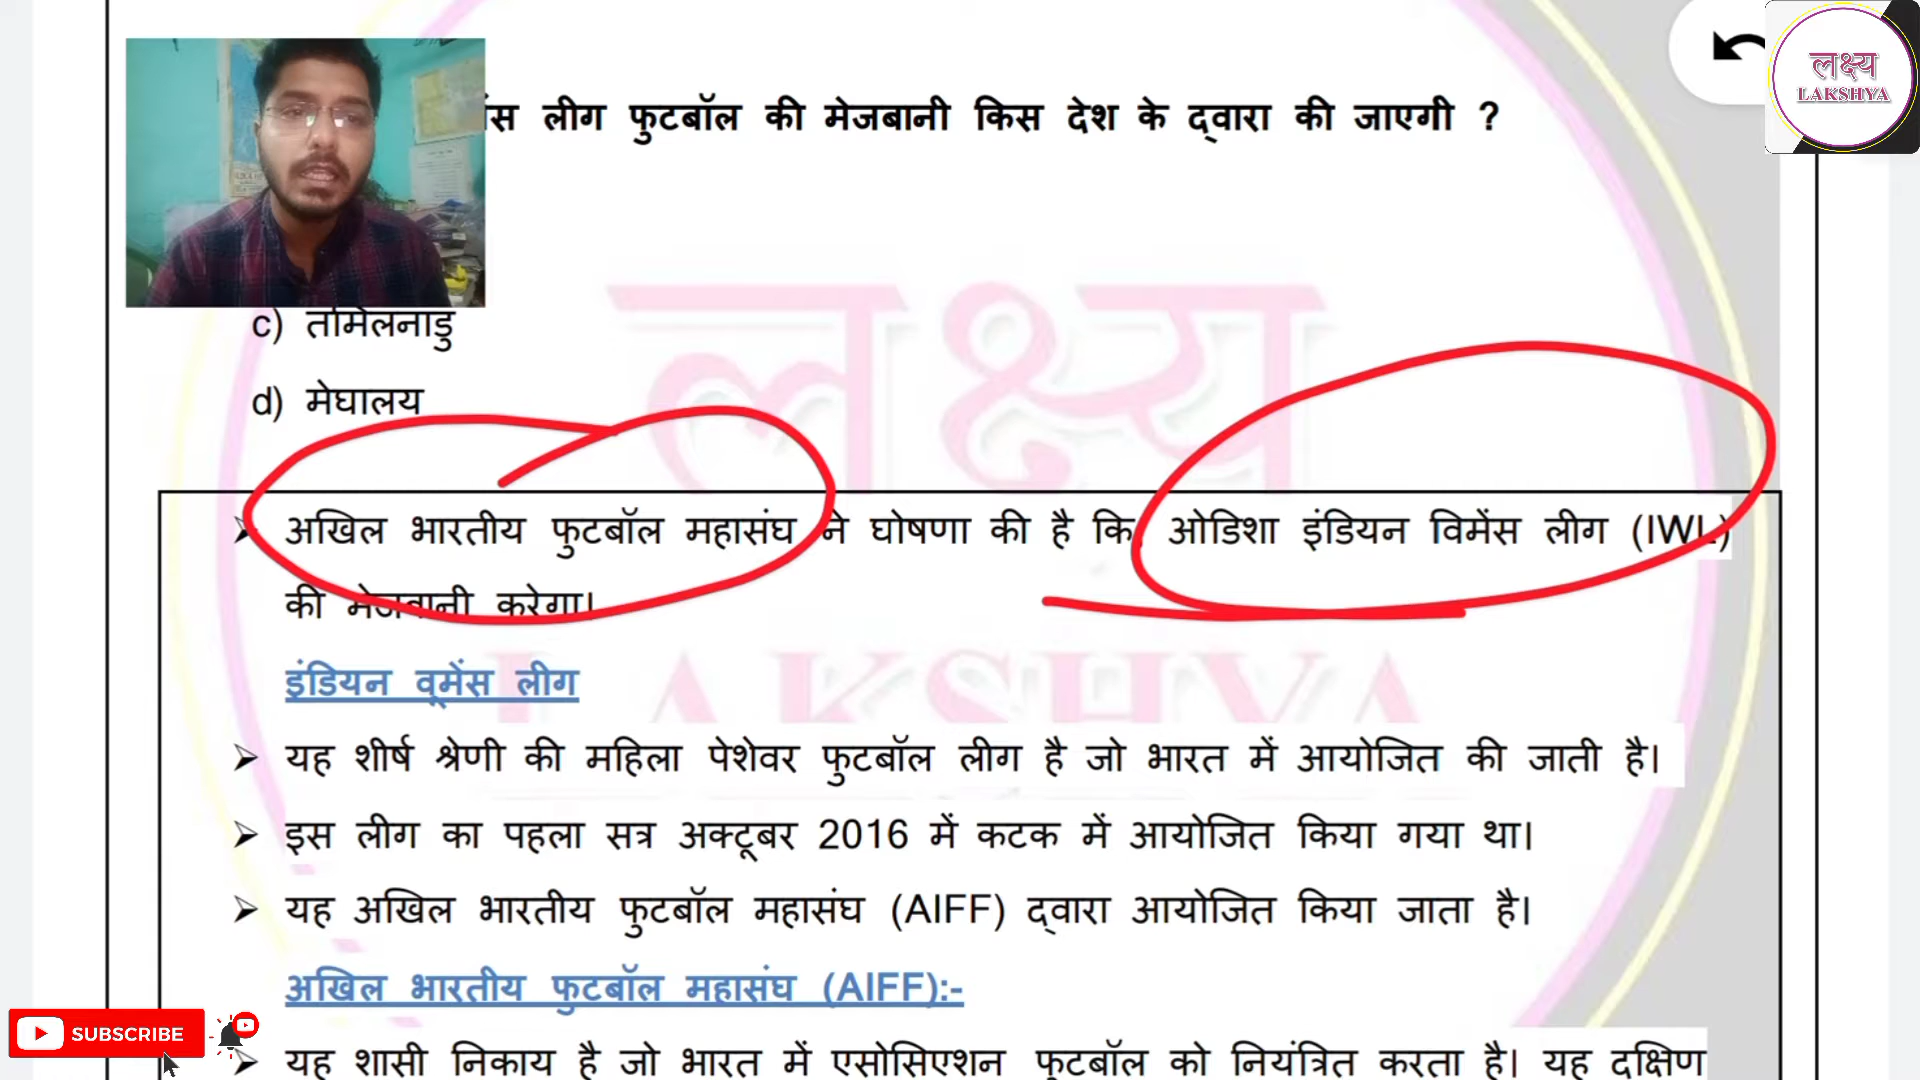 लीग फुटबॉल की मेजबानी किस देश के द्वारा की जाएगी ?
लक्ष्य
LAKSHYA
c) तमिलनाडु
d) मेघालय
लक्ष्य
➢ अखिल भारतीय फुटबॉल महासंघ ने घोषणा की है कि, ओडिशा इंडियन विमेंस लीग (IWL)
की मेजबानी करेगा।
LAKSHYA
इंडियन वूमेंस लीग
➢ यह शीर्ष श्रेणी की महिला पेशेवर फुटबॉल लीग है जो भारत में आयोजित की जाती है।
➢ इस लीग का पहला सत्र अक्टूबर 2016 में कटक में आयोजित किया गया था।
➢ यह अखिल भारतीय फुटबॉल महासंघ (AIFF) द्वारा आयोजित किया जाता है।
अखिल भारतीय फुटबॉल महासंघ (AIFF):-
➢ यह शासी निकाय है जो भारत में एसोसिएशन फुटबॉल को नियंत्रित करता है। यह दक्षिण
SUBSCRIBE